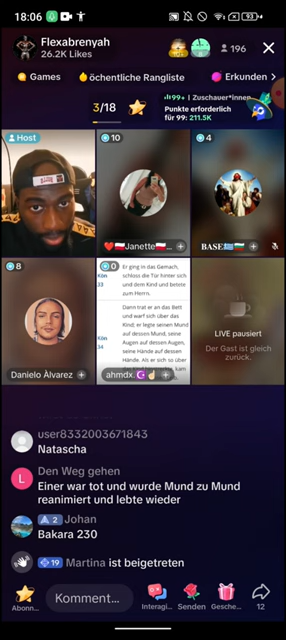 18:06
93
Flexabrenyah
26.2K Likes
196
Games
öchentliche Rangliste
Erkunden
3/18
99+ | Zuschauer*innen
Punkte erforderlich
für 99: 211.5K
Host
10
4
Janette
BASE
8
0
Kön
33
Er ging in das Gemach,
schloss die Tür hinter sich
und dem Kind und betete
zum Herrn.
Kön
34
Dann trat er an das Bett
und warf sich über das
Kind: er legte seinen Mund
auf dessen Mund, seine
Augen auf dessen Augen,
seine Hände auf dessen
Hände. Als er sich so über
Danielo Àlvarez
ahmdx.
LIVE pausiert
Der Gast ist gleich
zurück.
user8332003671843
Natascha
L
Den Weg gehen
Einer war tot und wurde Mund zu Mund
reanimiert und lebte wieder
2 Johan
Bakara 230
19 Martina ist beigetreten
Abonn...
Komment...
Interagi...
Senden
Gesche...
12